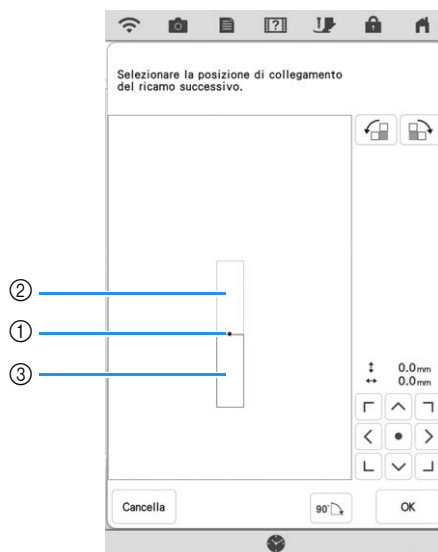 Selezionare la posizione di collegamento
del ricamo successivo.
②
①
③
0.0mm
0.0mm
Cancella
90°
OK